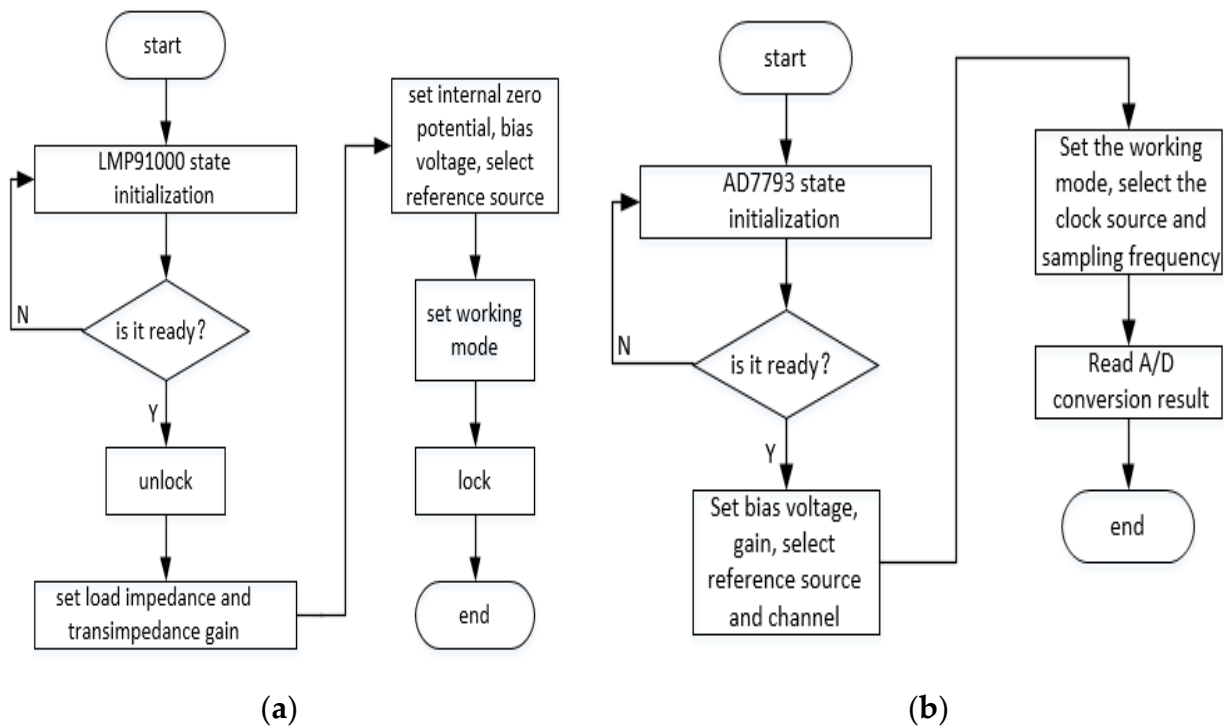 start
LMP91000 state
initialization
is it ready?
N
Y
unlock
set load impedance and
transimpedance gain
set internal zero
potential, bias
voltage, select
reference source
set working
mode
lock
end
(a)
start
AD7793 state
initialization
is it ready?
N
Y
Set bias voltage,
gain, select
reference source
and channel
Set the working
mode, select the
clock source and
sampling frequency
Read A/D
conversion result
end
(b)